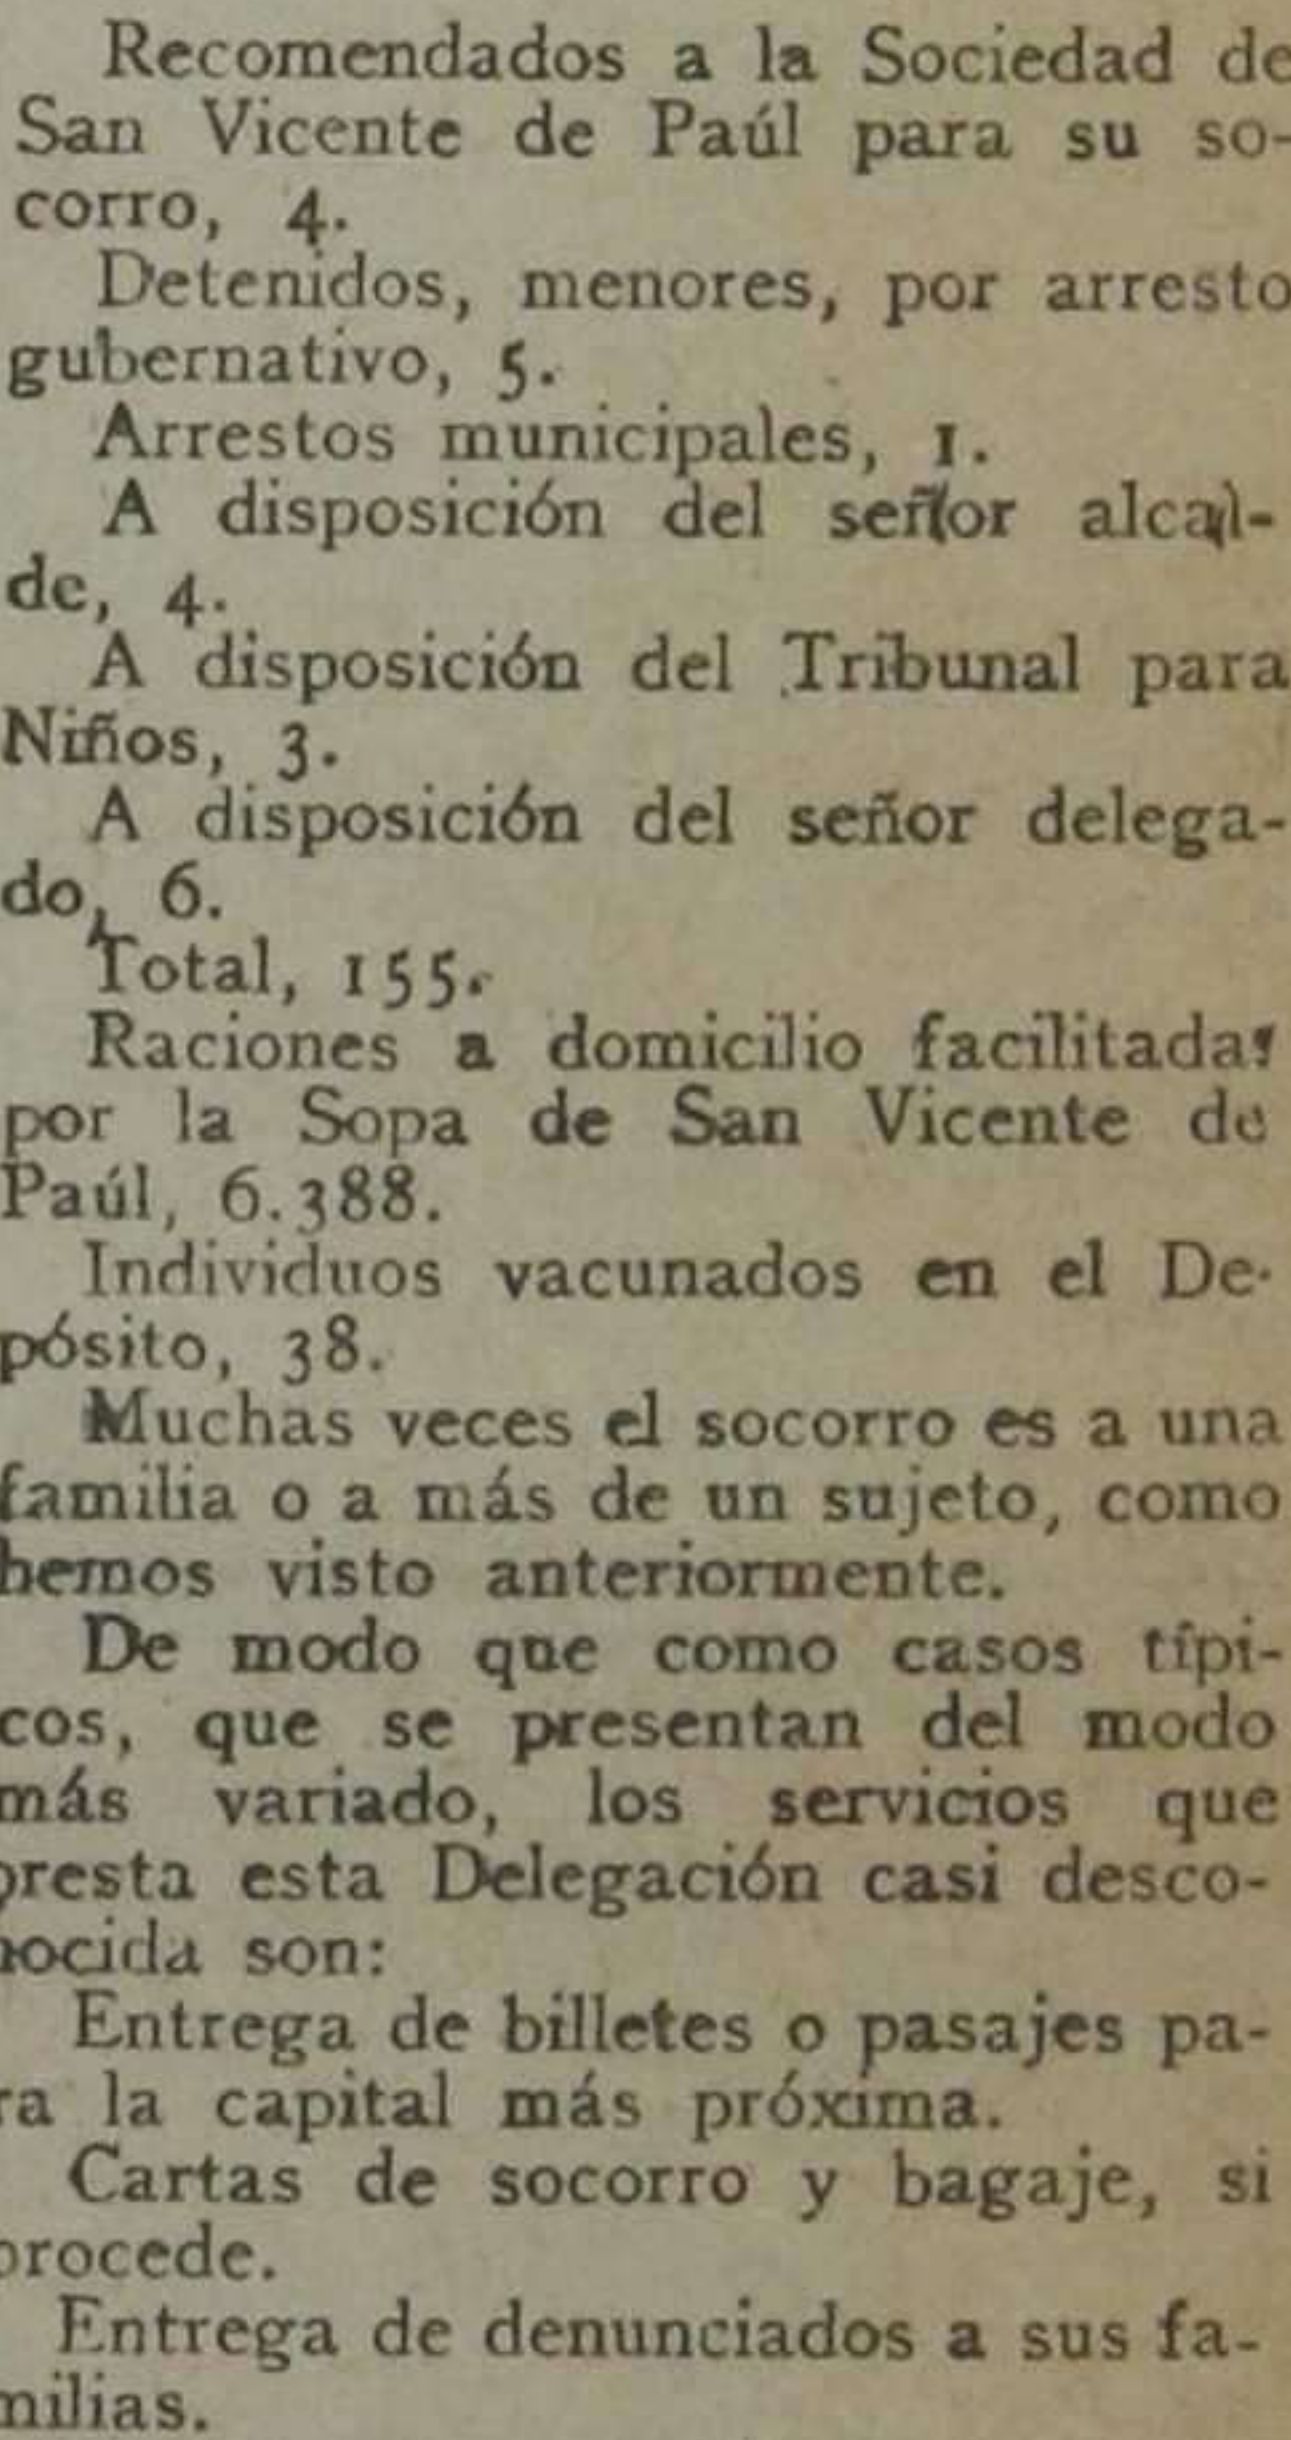 Recomendados a la Sociedad de
San Vicente de Paúl para su so-
corro, 4.
Detenidos, menores, por arresto
gubernativo, 5.
Arrestos municipales, 1.
A disposición del señor alcal-
de, 4.
A disposición del Tribunal para
Niños, 3.
A disposición del señor delega-
do, 6.
Total, 155.
Raciones a domicilio facilitadas
por la Sopa de San Vicente de
Paúl, 6.388.
Individuos vacunados en el De-
pósito, 38.
Muchas veces el socorro es a una
familia o a más de un sujeto, como
hemos visto anteriormente.
De modo que como casos típi-
cos, que se presentan del modo
más variado, los servicios que
presta esta Delegación casi desco-
nocida son:
Entrega de billetes o pasajes pa-
ra la capital más próxima.
Cartas de socorro y bagaje, si
procede.
Entrega de denunciados a sus fa-
milias.